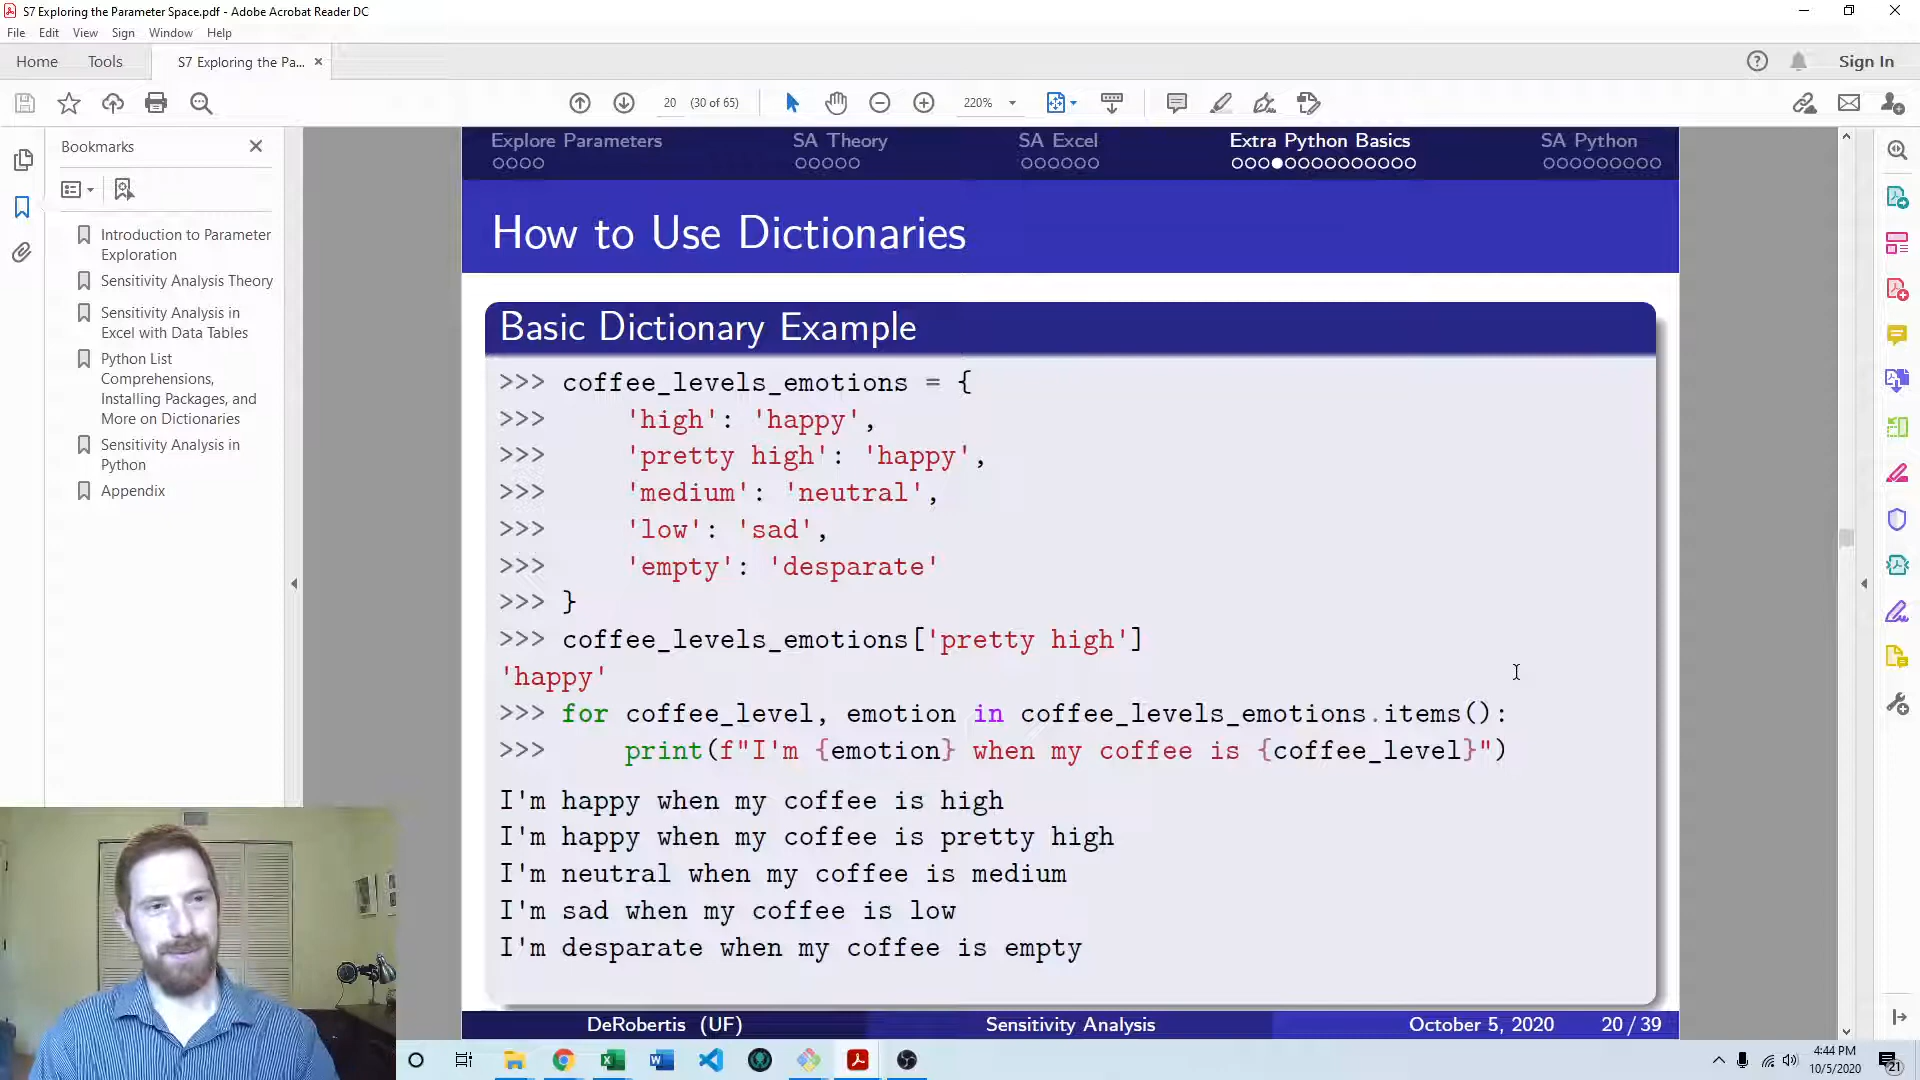 S7 Exploring the Parameter Space.pdf - Adobe Acrobat Reader DC
File Edit View Sign Window Help
Home Tools S7 Exploring the Pa... × Sign In
20 (30 of 65) 220%
Bookmarks
Introduction to Parameter
Exploration
Sensitivity Analysis Theory
Sensitivity Analysis in
Excel with Data Tables
Python List
Comprehensions,
Installing Packages, and
More on Dictionaries
Sensitivity Analysis in
Python
Appendix
Explore Parameters SA Theory SA Excel Extra Python Basics SA Python
How to Use Dictionaries
Basic Dictionary Example
>>> coffee_levels_emotions = {
>>>     'high': 'happy',
>>>     'pretty high': 'happy',
>>>     'medium': 'neutral',
>>>     'low': 'sad',
>>>     'empty': 'desparate'
>>> }
>>> coffee_levels_emotions['pretty high']
'happy'
>>> for coffee_level, emotion in coffee_levels_emotions.items():
>>>     print(f"I'm {emotion} when my coffee is {coffee_level}")
I'm happy when my coffee is high
I'm happy when my coffee is pretty high
I'm neutral when my coffee is medium
I'm sad when my coffee is low
I'm desparate when my coffee is empty
DeRobertis (UF) Sensitivity Analysis October 5, 2020 20 / 39
4:44 PM
10/5/2020
21